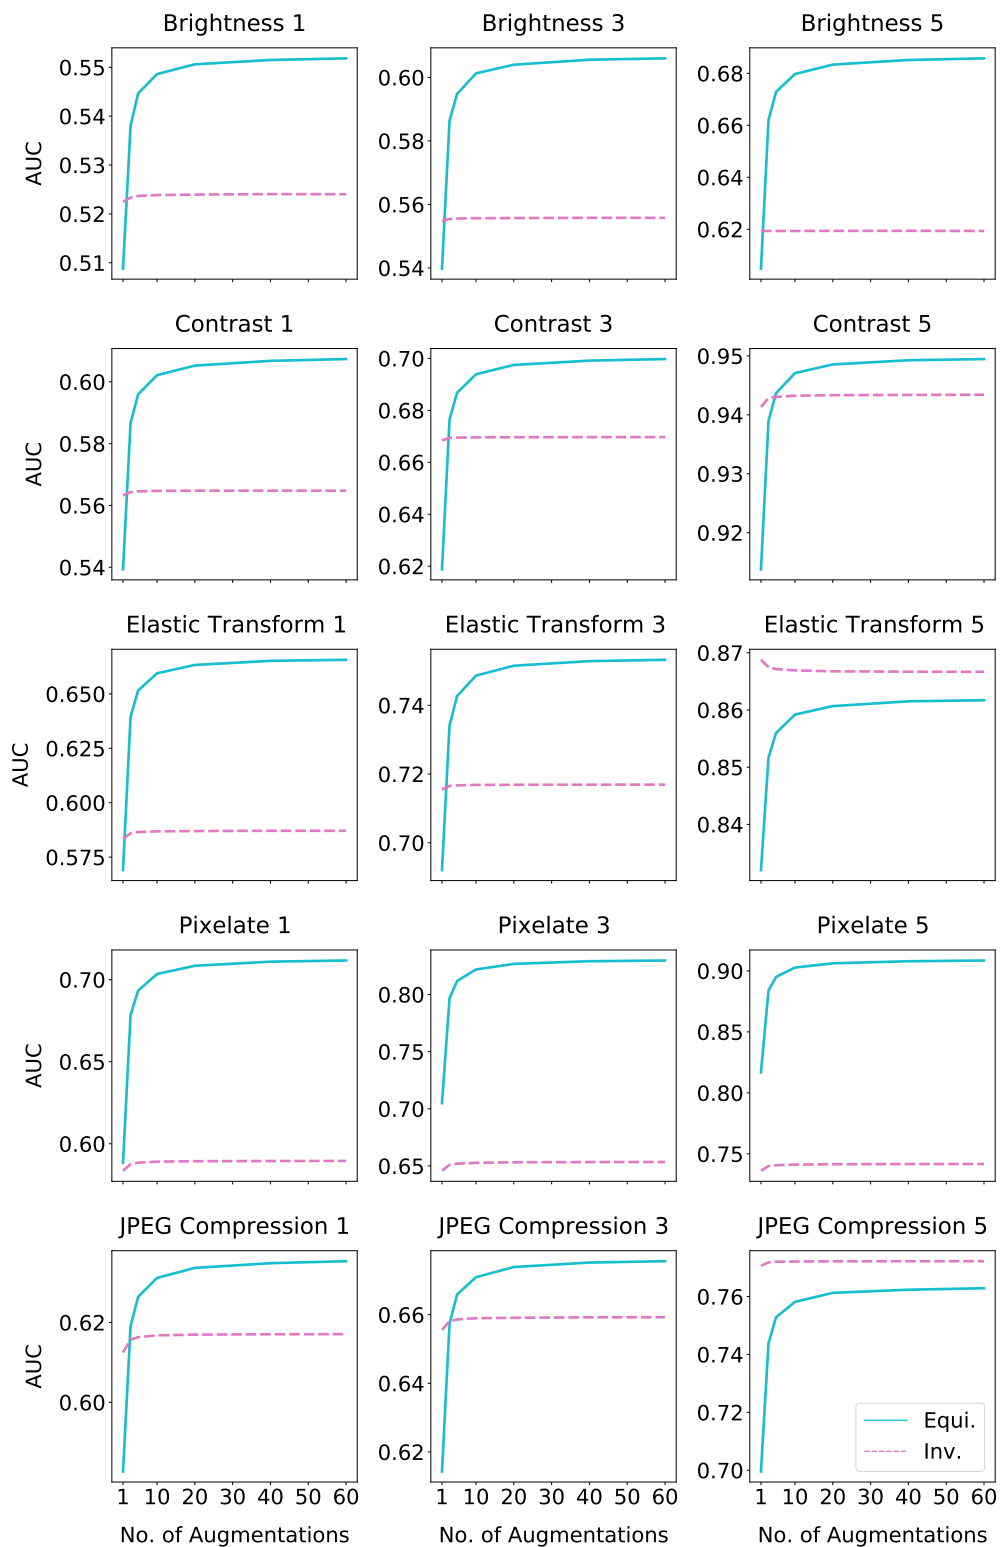 Brightness 1
Brightness 3
Brightness 5
AUC
0.55
0.54
0.53
0.52
0.51
0.60
0.58
0.56
0.54
0.68
0.66
0.64
0.62
Contrast 1
Contrast 3
Contrast 5
AUC
0.60
0.58
0.56
0.54
0.70
0.68
0.66
0.64
0.62
0.95
0.94
0.93
0.92
Elastic Transform 1
Elastic Transform 3
Elastic Transform 5
AUC
0.650
0.625
0.600
0.575
0.74
0.72
0.70
0.87
0.86
0.85
0.84
Pixelate 1
Pixelate 3
Pixelate 5
AUC
0.70
0.65
0.60
0.80
0.75
0.70
0.65
0.90
0.85
0.80
0.75
JPEG Compression 1
JPEG Compression 3
JPEG Compression 5
AUC
0.62
0.60
0.66
0.64
0.62
0.76
0.74
0.72
0.70
Equi.
Inv.
1 10 20 30 40 50 60
1 10 20 30 40 50 60
1 10 20 30 40 50 60
No. of Augmentations
No. of Augmentations
No. of Augmentations